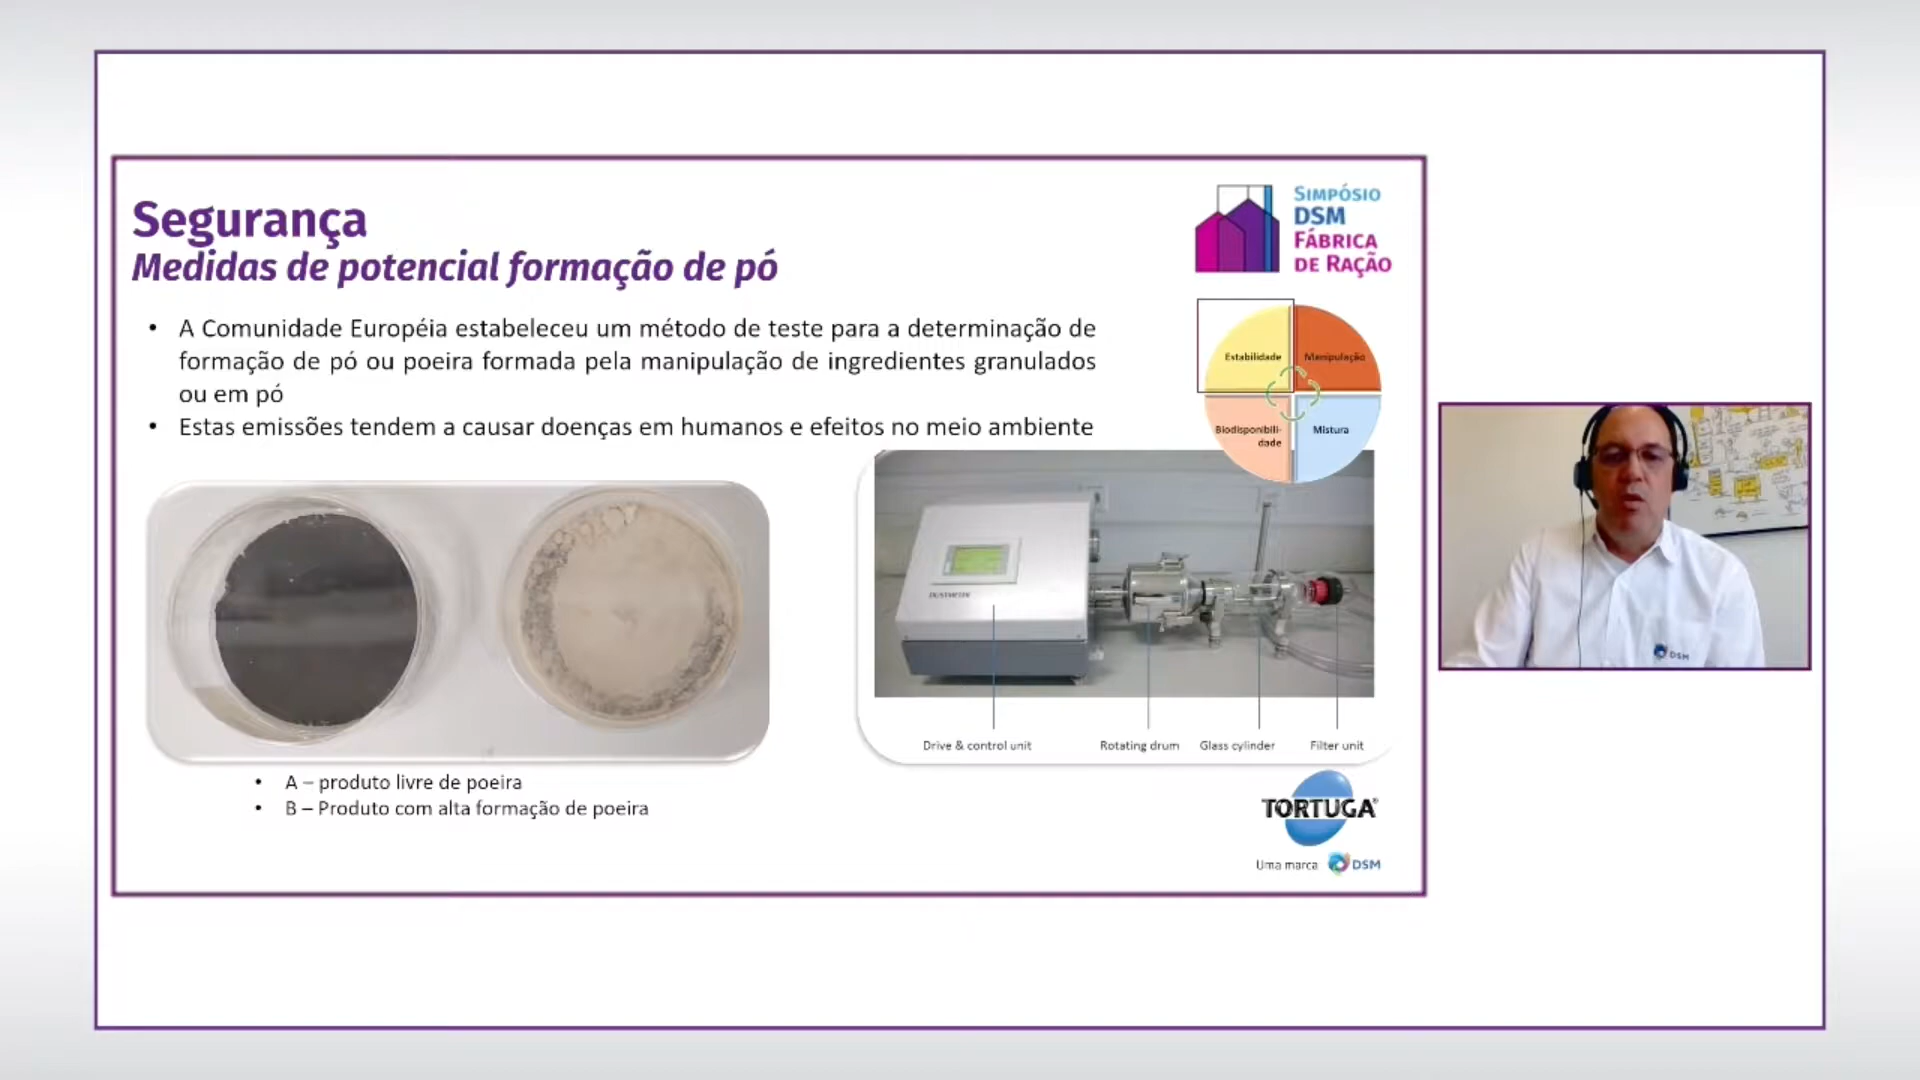 Segurança
Medidas de potencial formação de pó
SIMPÓSIO
DSM
FÁBRICA
DE RAÇÃO
• A Comunidade Européia estabeleceu um método de teste para a determinação de
formação de pó ou poeira formada pela manipulação de ingredientes granulados
ou em pó
• Estas emissões tendem a causar doenças em humanos e efeitos no meio ambiente
Estabilidade
Manipulação
Biodisponibili-
dade
Mistura
DUSTMETER
Drive & control unit
Rotating drum
Glass cylinder
Filter unit
• A – produto livre de poeira
• B – Produto com alta formação de poeira
TORTUGA®
Uma marca DSM
DSM